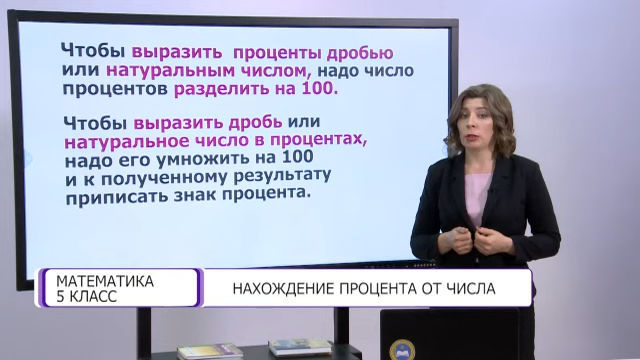 Чтобы выразить проценты дробью
или натуральным числом, надо число
процентов разделить на 100.
Чтобы выразить дробь или
натуральное число в процентах,
надо его умножить на 100
и к полученному результату
приписать знак процента.
МАТЕМАТИКА
5 КЛАСС
НАХОЖДЕНИЕ ПРОЦЕНТА ОТ ЧИСЛА